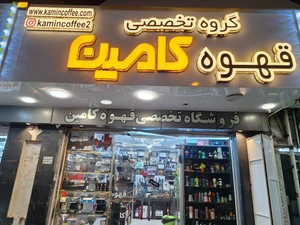 گروه تخصصی
قهوه کامین
www.kamincoffee.com
kamincoffee2
فروشگاه تخصصی قهوه کامین